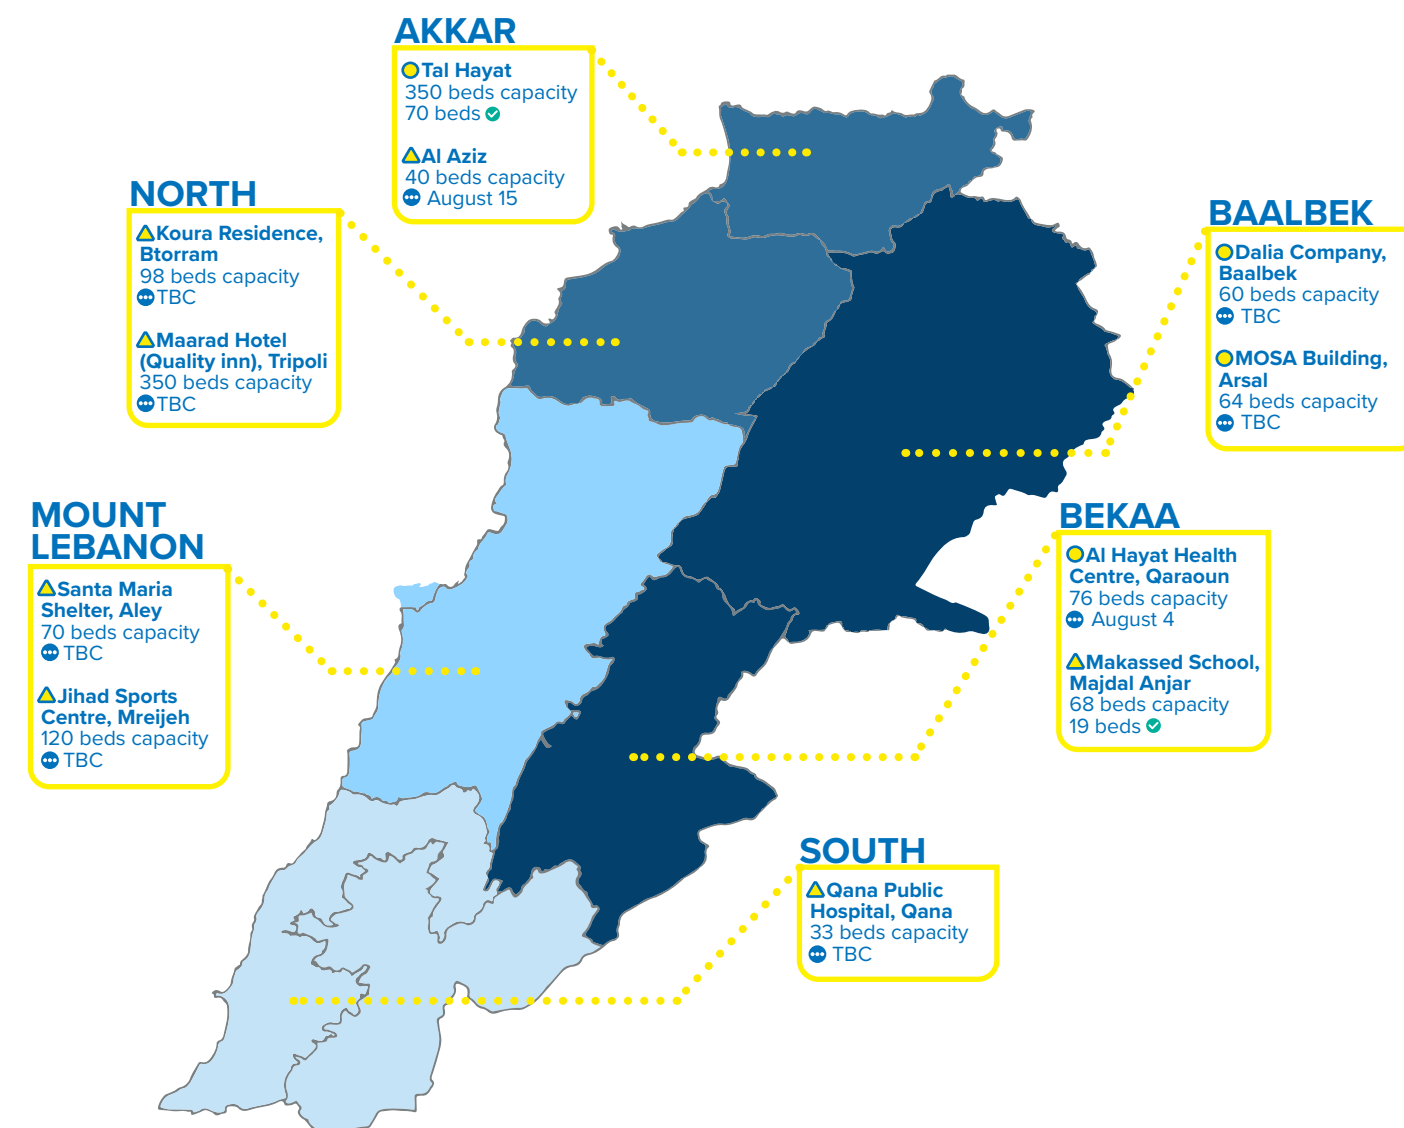 AKKAR
Tal Hayat
350 beds capacity
70 beds
Al Aziz
40 beds capacity
August 15
NORTH
Koura Residence,
Btorram
98 beds capacity
TBC
Maarad Hotel
(Quality inn), Tripoli
350 beds capacity
TBC
BAALBEK
Dalia Company,
Baalbek
60 beds capacity
TBC
MOSA Building,
Arsal
64 beds capacity
TBC
MOUNT
LEBANON
Santa Maria
Shelter, Aley
70 beds capacity
TBC
Jihad Sports
Centre, Mreijeh
120 beds capacity
TBC
BEKAA
Al Hayat Health
Centre, Qaraoun
76 beds capacity
August 4
Makassed School,
Majdal Anjar
68 beds capacity
19 beds
SOUTH
Qana Public
Hospital, Qana
33 beds capacity
TBC